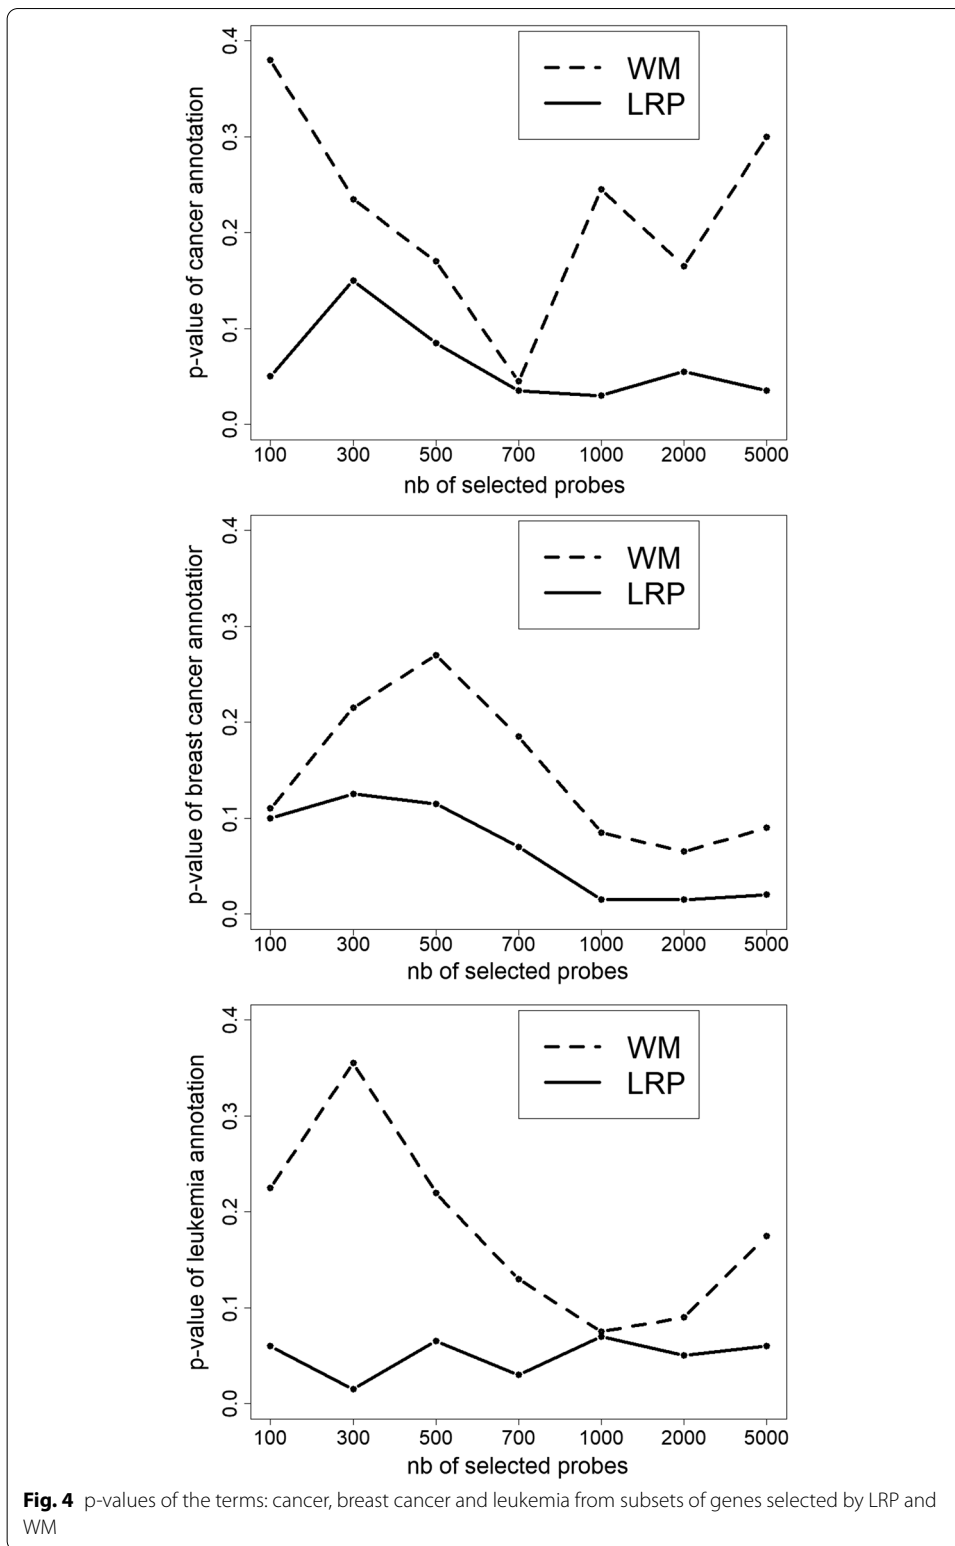 0.4
0.3
0.2
0.1
0.0
p-value of cancer annotation
WM
LRP
100 300 500 700 1000 2000 5000
nb of selected probes
0.4
0.3
0.2
0.1
0.0
p-value of breast cancer annotatior
WM
LRP
100 300 500 700 1000 2000 5000
nb of selected probes
0.4
0.3
0.2
0.1
0.0
p-value of leukemia annotation
WM
LRP
100 300 500 700 1000 2000 5000
nb of selected probes
Fig. 4 p-values of the terms: cancer, breast cancer and leukemia from subsets of genes selected by LRP and
WM